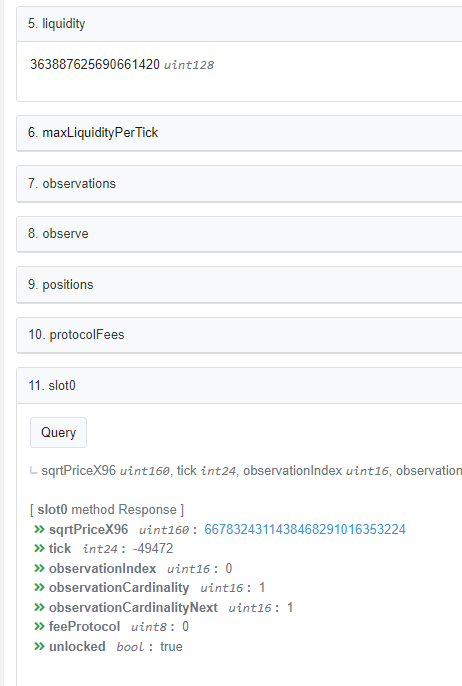 5. liquidity
363887625690661420 uint128
6. maxLiquidityPerTick
7. observations
8. observe
9. positions
10. protocolFees
11. slot0
Query
sqrtPriceX96 uint160, tick int24, observationIndex uint16, observation
[ slot0 method Response ]
sqrtPriceX96 uint160 : 6678324311438468291016353224
tick int24 : -49472
observationIndex uint16 : 0
observationCardinality uint16 : 1
observationCardinalityNext uint16 : 1
feeProtocol uint8 : 0
unlocked bool : true